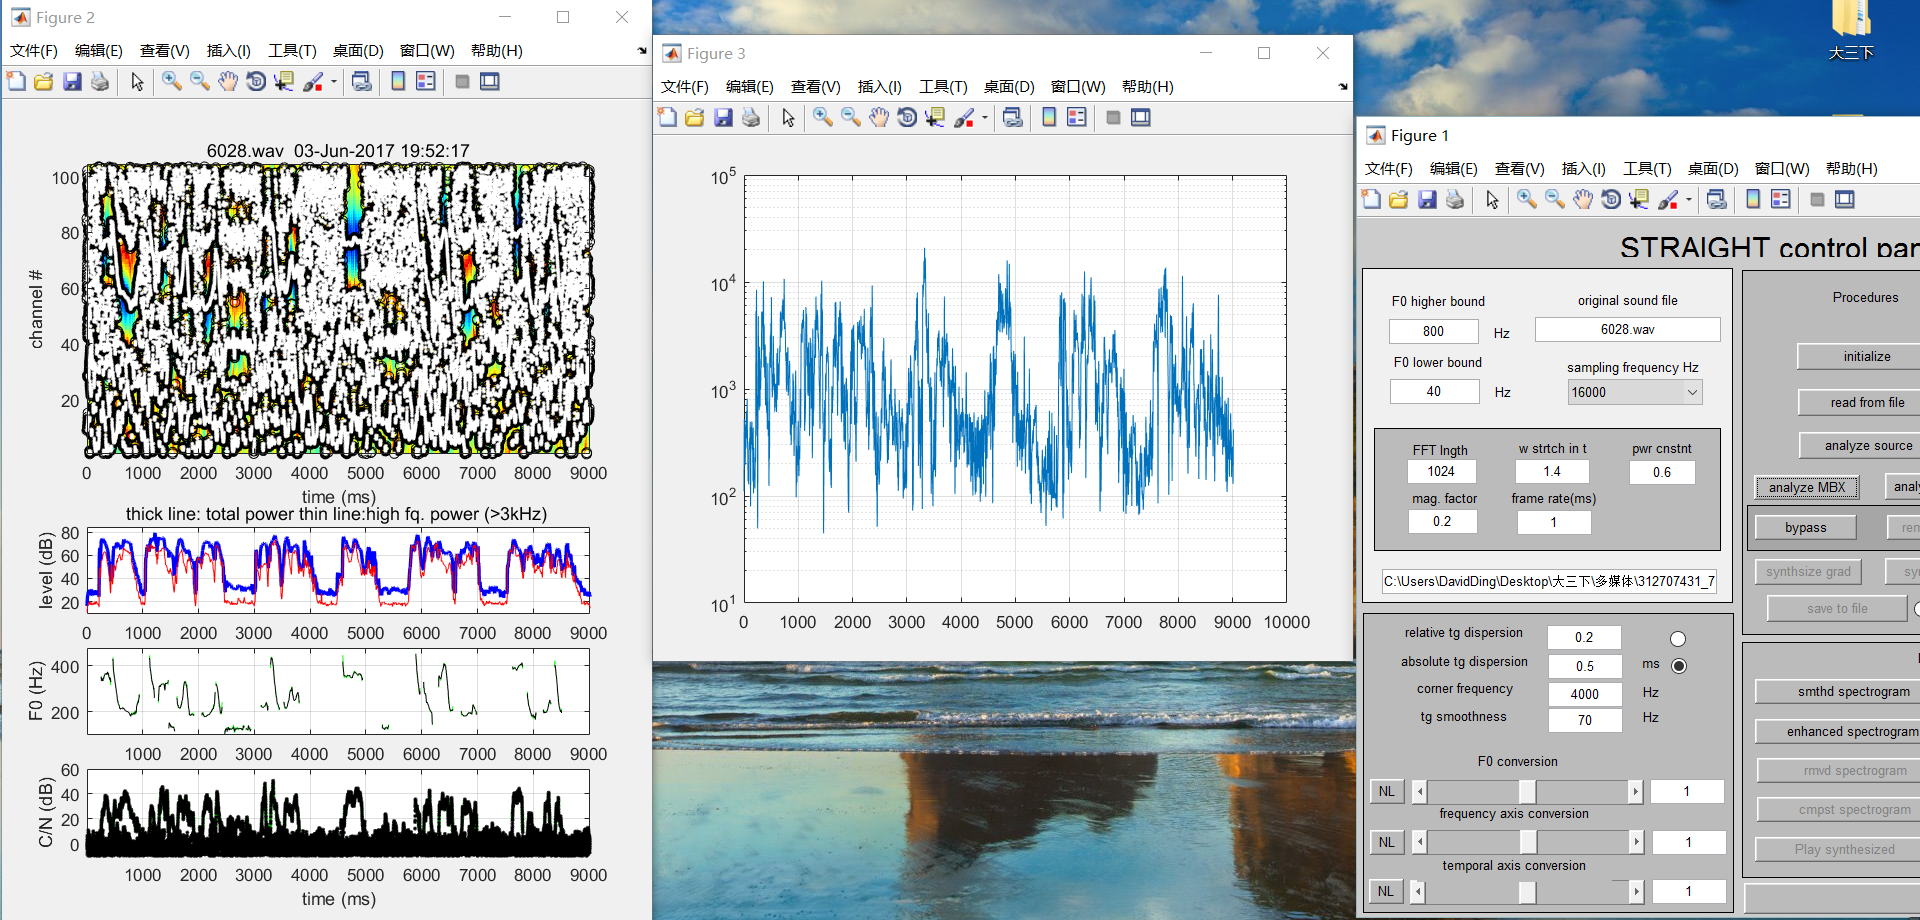 Figure 2
文件(F) 编辑(E) 查看(V) 插入(I) 工具(T) 桌面(D) 窗口(W) 帮助(H)
6028.wav 03-Jun-2017 19:52:17
channel #
100
80
60
40
20
0 1000 2000 3000 4000 5000 6000 7000 8000 9000
time (ms)
thick line: total power thin line:high fq. power (>3kHz)
level (dB)
80
60
40
20
0 1000 2000 3000 4000 5000 6000 7000 8000 9000
F0 (Hz)
400
200
1000 2000 3000 4000 5000 6000 7000 8000 9000
C/N (dB)
60
40
20
0
1000 2000 3000 4000 5000 6000 7000 8000 9000
time (ms)
Figure 3
文件(F) 编辑(E) 查看(V) 插入(I) 工具(T) 桌面(D) 窗口(W) 帮助(H)
10^5
10^4
10^3
10^2
10^1
0 1000 2000 3000 4000 5000 6000 7000 8000 9000 10000
大三下
Figure 1
文件(F) 编辑(E) 查看(V) 插入(I) 工具(T) 桌面(D) 窗口(W) 帮助(H)
STRAIGHT control par
F0 higher bound
800 Hz
F0 lower bound
40 Hz
original sound file
6028.wav
sampling frequency Hz
16000
FFT lngth w strtch in t pwr cnstnt
1024 1.4 0.6
mag. factor frame rate(ms)
0.2 1
C:\Users\DavidDing\Desktop\大三下\多媒体\312707431_7
relative tg dispersion 0.2
absolute tg dispersion 0.5 ms
corner frequency 4000 Hz
tg smoothness 70 Hz
F0 conversion
NL 1
frequency axis conversion
NL 1
temporal axis conversion
NL 1
Procedures
initialize
read from file
analyze source
analyze MBX analy
bypass rem
synthsize grad syn
save to file
smthd spectrogram
enhanced spectrogram
rmvd spectrogram
cmpst spectrogram
Play synthesized